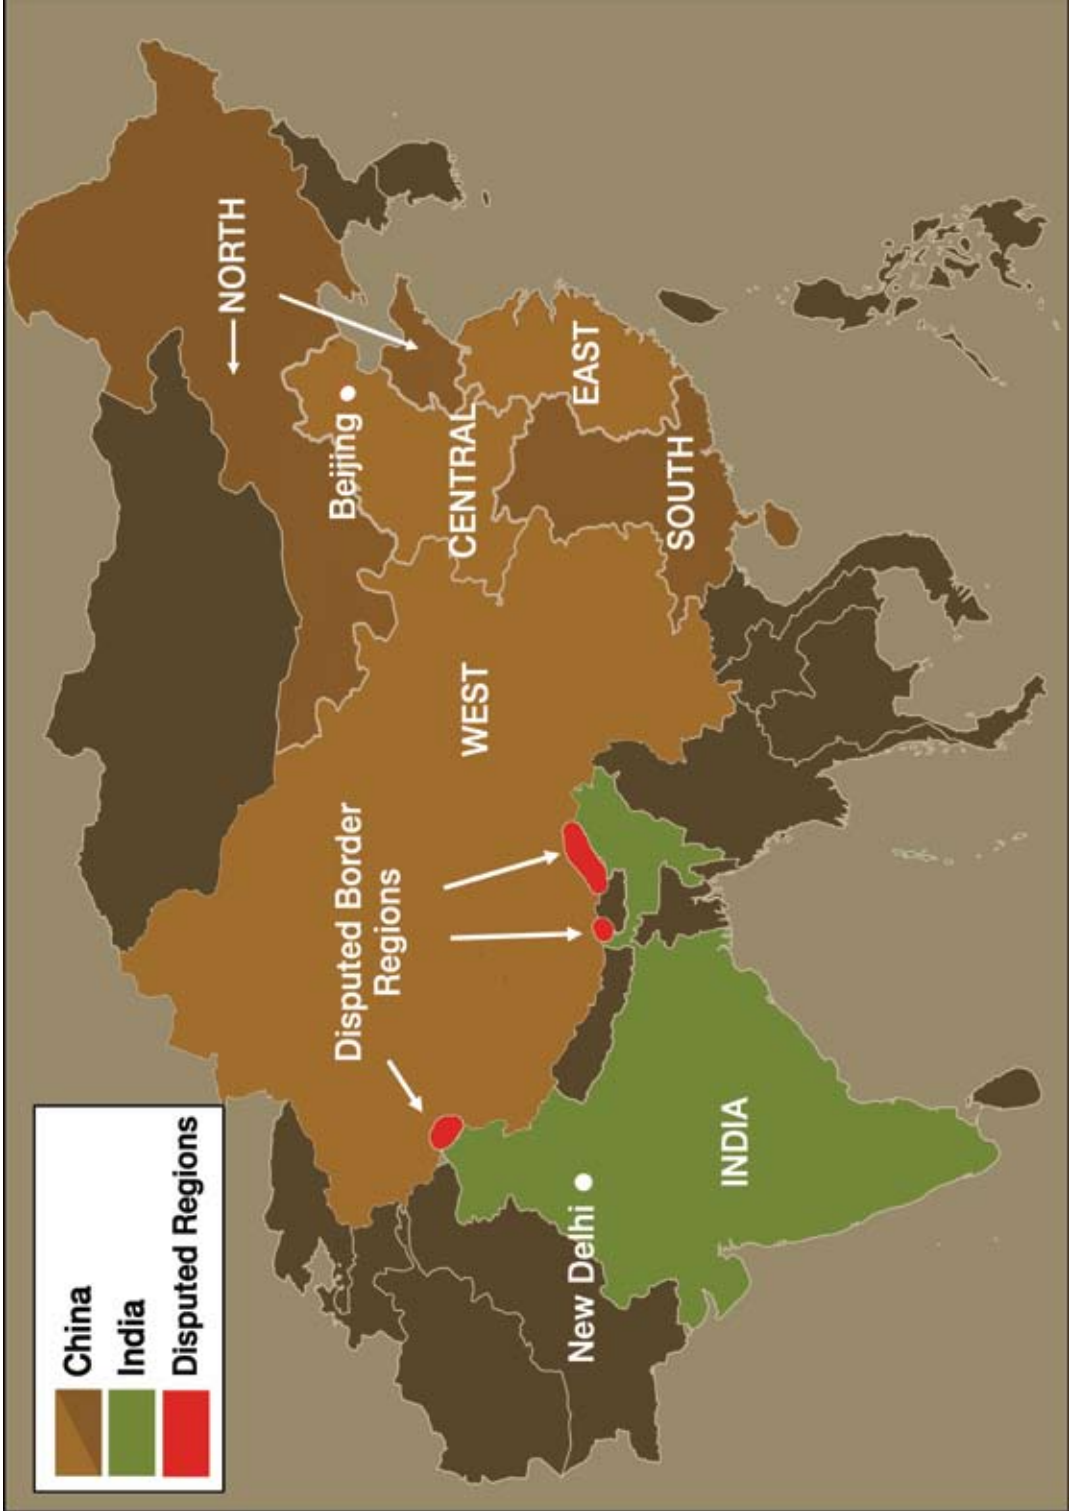 China
India
Disputed Regions
NORTH
Beijing
CENTRAL
EAST
SOUTH
WEST
Disputed Border
Regions
New Delhi
INDIA